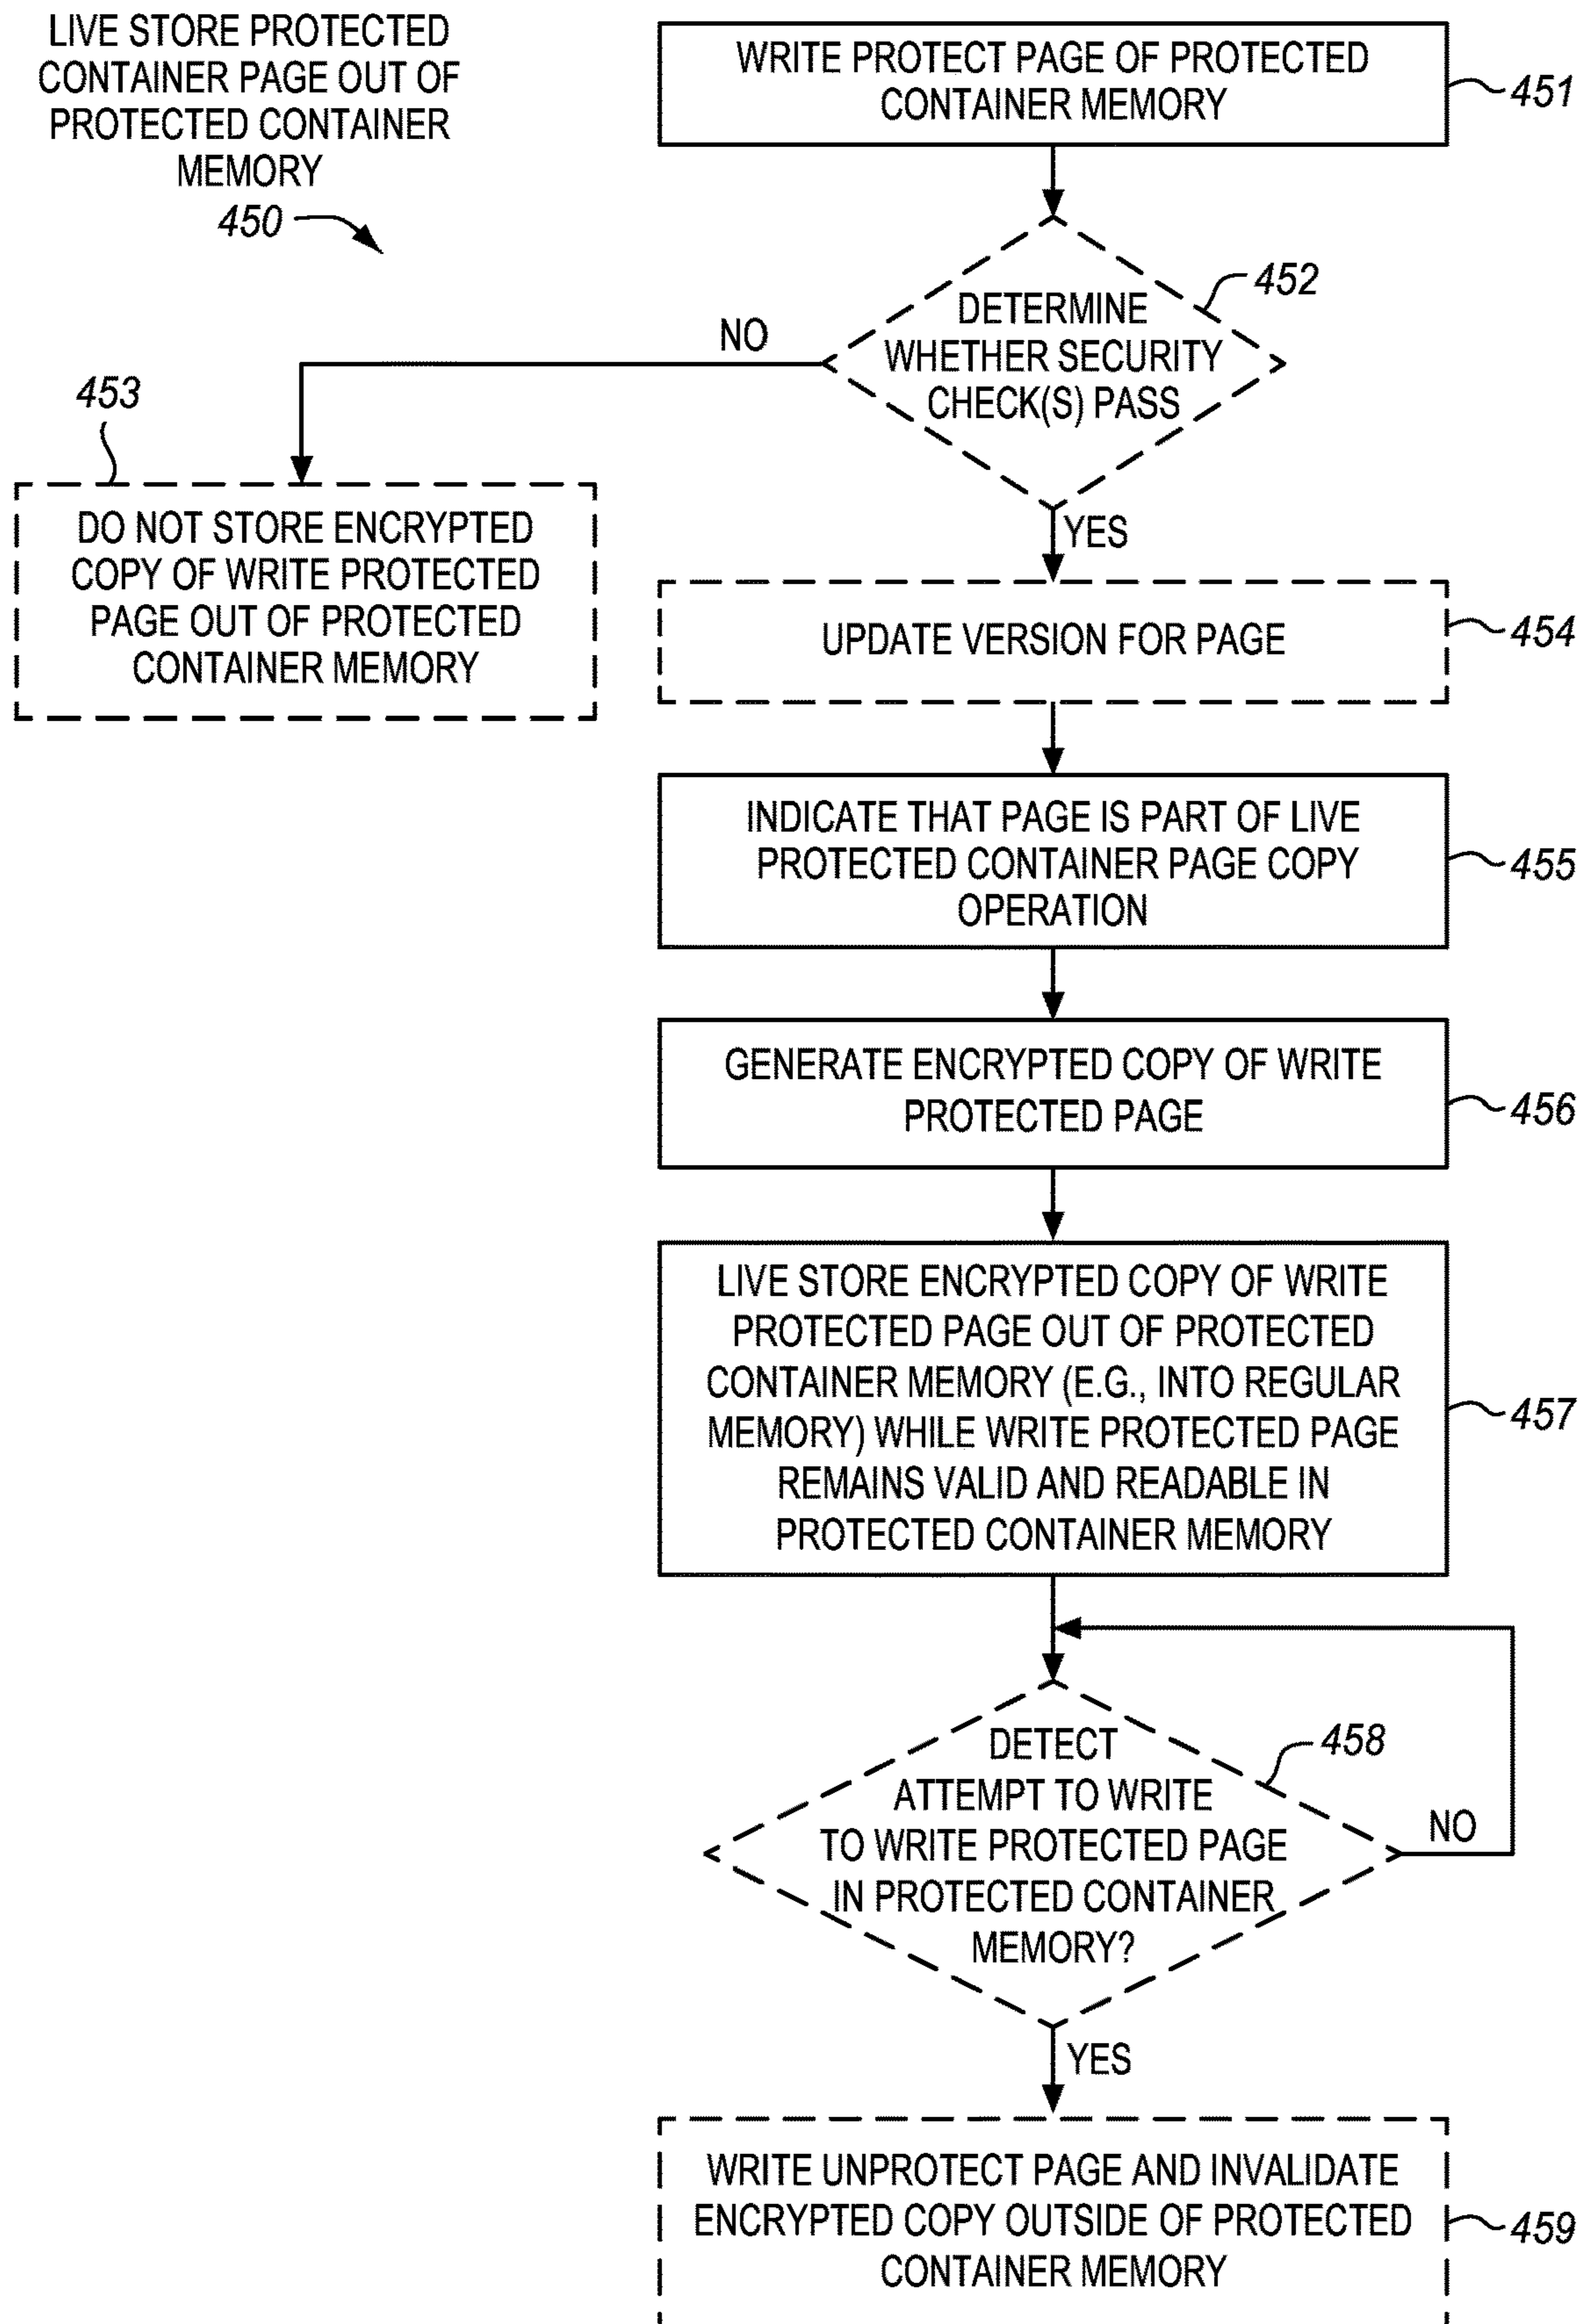 LIVE STORE PROTECTED
CONTAINER PAGE OUT OF
PROTECTED CONTAINER
MEMORY
450
WRITE PROTECT PAGE OF PROTECTED
CONTAINER MEMORY
451
DETERMINE
WHETHER SECURITY
CHECK(S) PASS
452
NO
YES
453
DO NOT STORE ENCRYPTED
COPY OF WRITE PROTECTED
PAGE OUT OF PROTECTED
CONTAINER MEMORY
UPDATE VERSION FOR PAGE
454
INDICATE THAT PAGE IS PART OF LIVE
PROTECTED CONTAINER PAGE COPY
OPERATION
455
GENERATE ENCRYPTED COPY OF WRITE
PROTECTED PAGE
456
LIVE STORE ENCRYPTED COPY OF WRITE
PROTECTED PAGE OUT OF PROTECTED
CONTAINER MEMORY (E.G., INTO REGULAR
MEMORY) WHILE WRITE PROTECTED PAGE
REMAINS VALID AND READABLE IN
PROTECTED CONTAINER MEMORY
457
DETECT
ATTEMPT TO WRITE
TO WRITE PROTECTED PAGE
IN PROTECTED CONTAINER
MEMORY?
458
NO
YES
WRITE UNPROTECT PAGE AND INVALIDATE
ENCRYPTED COPY OUTSIDE OF PROTECTED
CONTAINER MEMORY
459